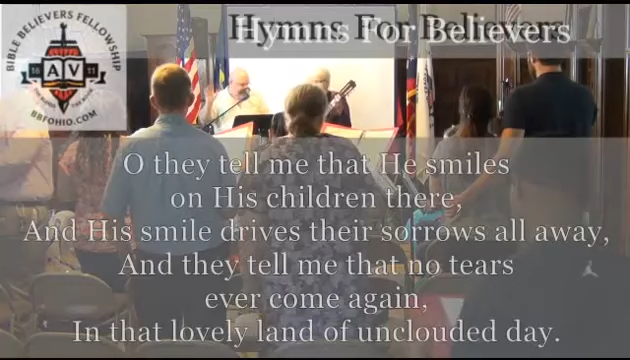 Hymns For Believers
BIBLE BELIEVERS FELLOWSHIP
AV
BBFOHIO.COM
O they tell me that He smiles
on His children there,
And His smile drives their sorrows all away,
And they tell me that no tears
ever come again,
In that lovely land of unclouded day.